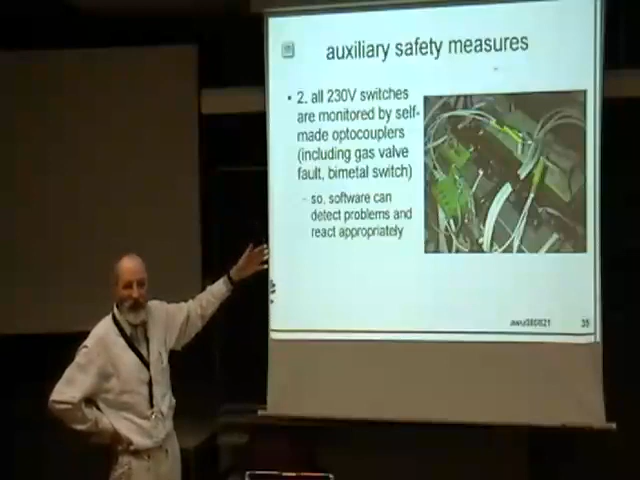 auxiliary safety measures
• 2. all 230V switches
are monitored by self-
made optocouplers
(including gas valve
fault, bimetal switch)
- so, software can
detect problems and
react appropriately
35